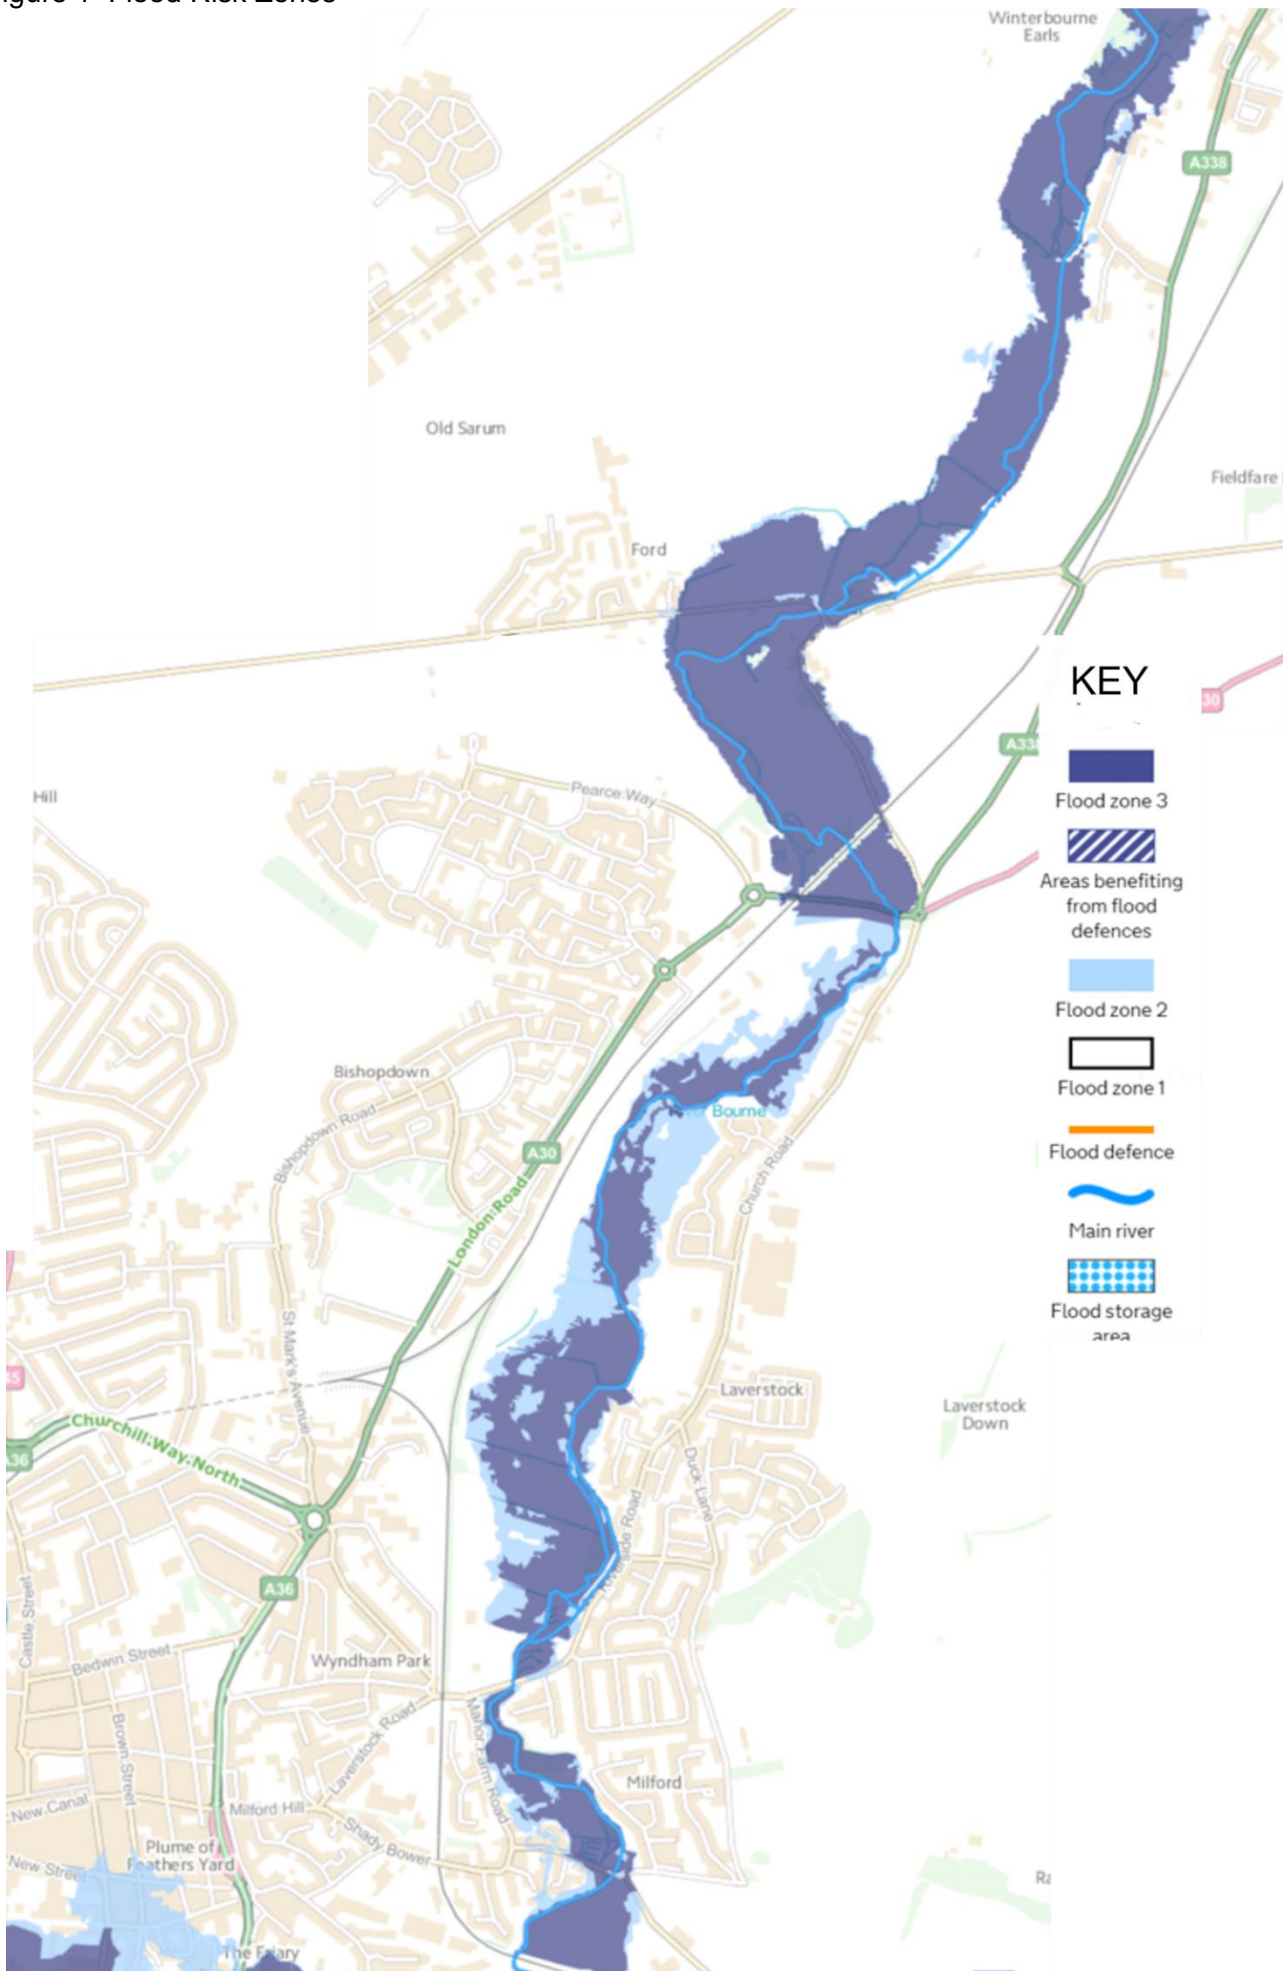 Flood Risk Zones
Winterbourne
Earls
A338
Old Sarum
Fieldfare
Ford
KEY
30
A33
Hill
Pearce Way
Flood zone 3
Areas benefiting
from flood
defences
Flood zone 2
Flood zone 1
Flood defence
Main river
Flood storage
area
Bishopdown
Bishopdown Road
Bourne
A30
Church Road
London Road
St Mark's Avenue
Laverstock
Laverstock
Down
Churchill Way North
Duck Lane
Riverside Road
A36
Castle Street
Bedwin Street
Wyndham Park
Manor Farm Road
Laverstock Road
Brown Street
Milford
New Canal
Milford Hill
Shady Bower
Plume of
Feathers Yard
New Street
The Friary